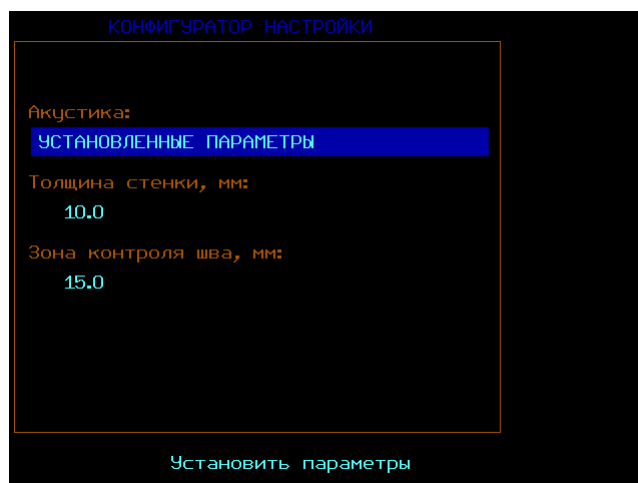 КОНФИГУРАТОР НАСТРОЙКИ
Акустика:
УСТАНОВЛЕННЫЕ ПАРАМЕТРЫ
Толщина стенки, мм:
10.0
Зона контроля шва, мм:
15.0
Установить параметры